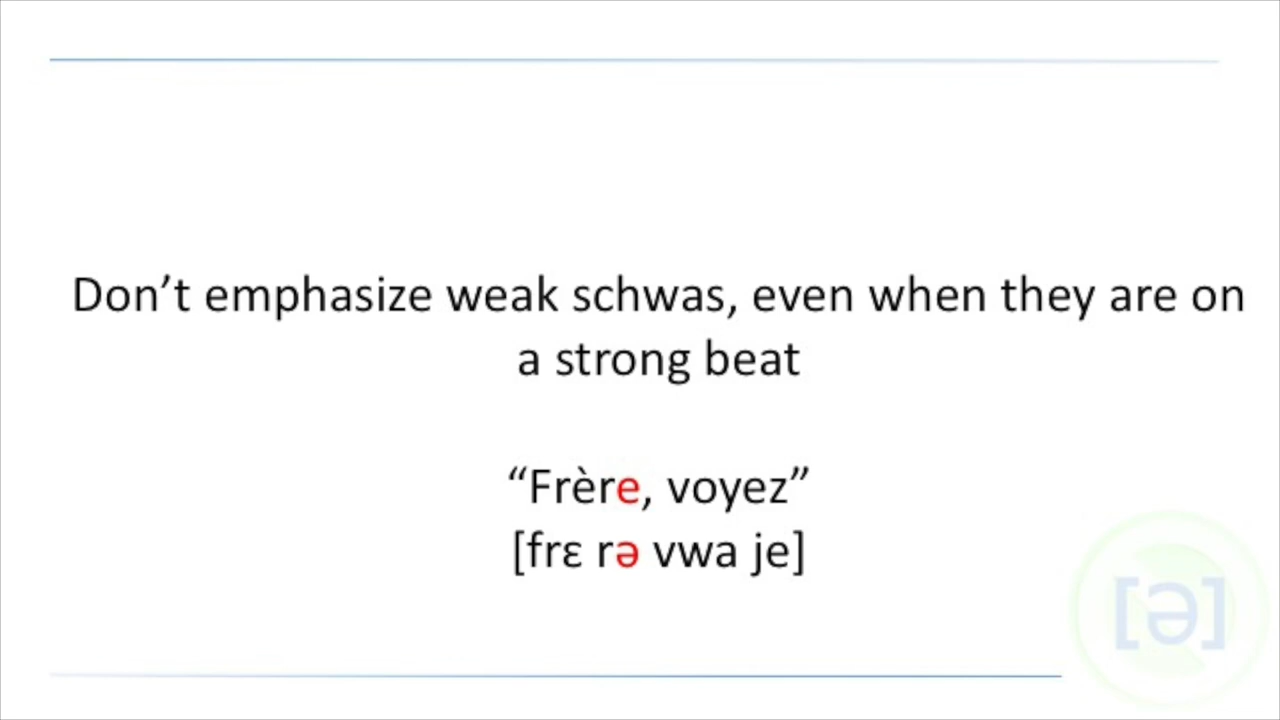 Don’t emphasize weak schwas, even when they are on
a strong beat
“Frère, voyez”
[frɛ rə vwa je]
[ə]